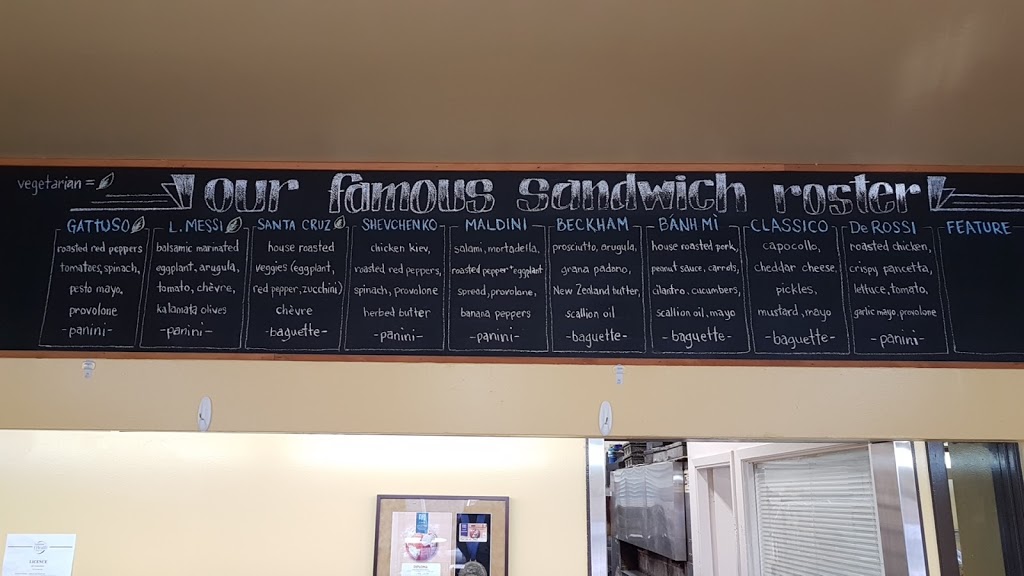 vegetarian =
our famous sandwich roster
GATTUSO
roasted red peppers
tomatoes, spinach,
pesto mayo,
provolone
-panini-
L. MESSI
balsamic marinated
eggplant, arugula,
tomato, chèvre,
kalamata olives
-panini-
SANTA CRUZ
house roasted
veggies (eggplant,
red pepper, zucchini)
chèvre
-baguette-
SHEVCHENKO
chicken kiev,
roasted red peppers,
spinach, provolone
herbed butter
-panini-
MALDINI
salami, mortadella,
roasted pepper + eggplant
spread, provolone,
banana peppers
-panini-
BECKHAM
prosciutto, arugula,
grana padano,
New Zealand butter,
scallion oil
-baguette-
BÁNH MÌ
house roasted pork,
peanut sauce, carrots,
cilantro, cucumbers,
scallion oil, mayo
-baguette-
CLASSICO
capocollo,
cheddar cheese,
pickles,
mustard, mayo
-baguette-
De ROSSI
roasted chicken,
crispy pancetta,
lettuce, tomato,
garlic mayo, provolone
-panini-
FEATURE
LICENCE